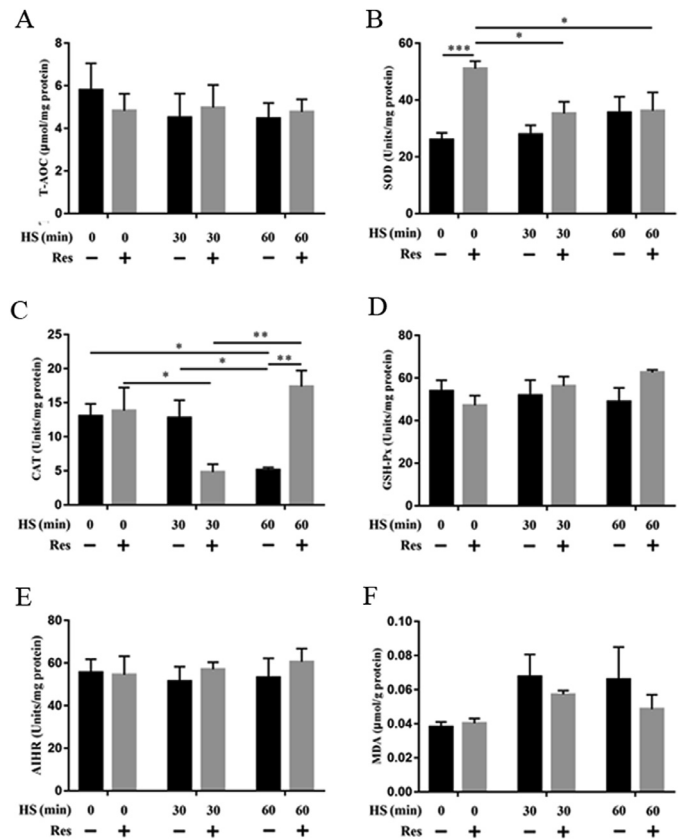 A
T-AOC (μmol/mg protein)
8
6
4
2
0
HS (min) 0 0 30 30 60 60
Res − + − + − +
B
SOD (Units/mg protein)
60
40
20
0
*** * *
HS (min) 0 0 30 30 60 60
Res − + − + − +
C
CAT (Units/mg protein)
25
20
15
10
5
0
* * * ** **
HS (min) 0 0 30 30 60 60
Res − + − + − +
D
GSH-Px (Units/mg protein)
80
60
40
20
0
HS (min) 0 0 30 30 60 60
Res − + − + − +
E
AIHR (Units/mg protein)
80
60
40
20
0
HS (min) 0 0 30 30 60 60
Res − + − + − +
F
MDA (μmol/g protein)
0.10
0.08
0.06
0.04
0.02
0.00
HS (min) 0 0 30 30 60 60
Res − + − + − +